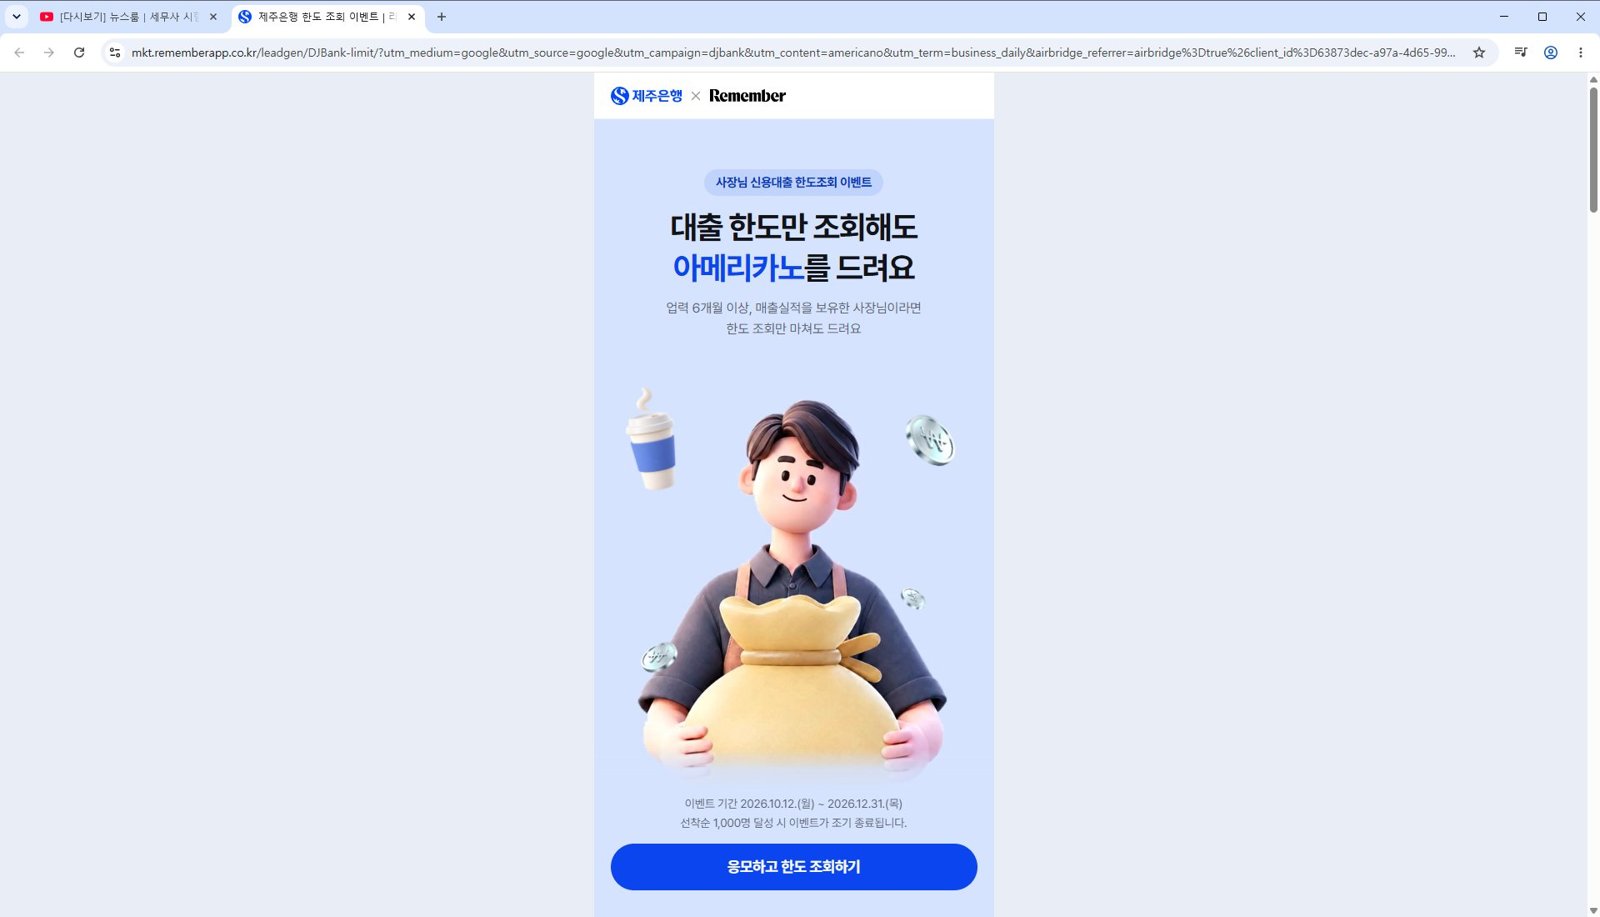 [다시보기] 뉴스룸 | 세무사 시험
제주은행 한도 조회 이벤트 | 리
mkt.rememberapp.co.kr/leadgen/DJBank-limit/?utm_medium=google&utm_source=google&utm_campaign=djbank&utm_content=americano&utm_term=business_daily&airbridge_referrer=airbridge%3Dtrue%26client_id%3D63873dec-a97a-4d65-99...
제주은행 × Remember
사장님 신용대출 한도조회 이벤트
대출 한도만 조회해도
아메리카노를 드려요
업력 6개월 이상, 매출실적을 보유한 사장님이라면
한도 조회만 마쳐도 드려요
이벤트 기간 2026.10.12.(월) ~ 2026.12.31.(목)
선착순 1,000명 달성 시 이벤트가 조기 종료됩니다.
응모하고 한도 조회하기